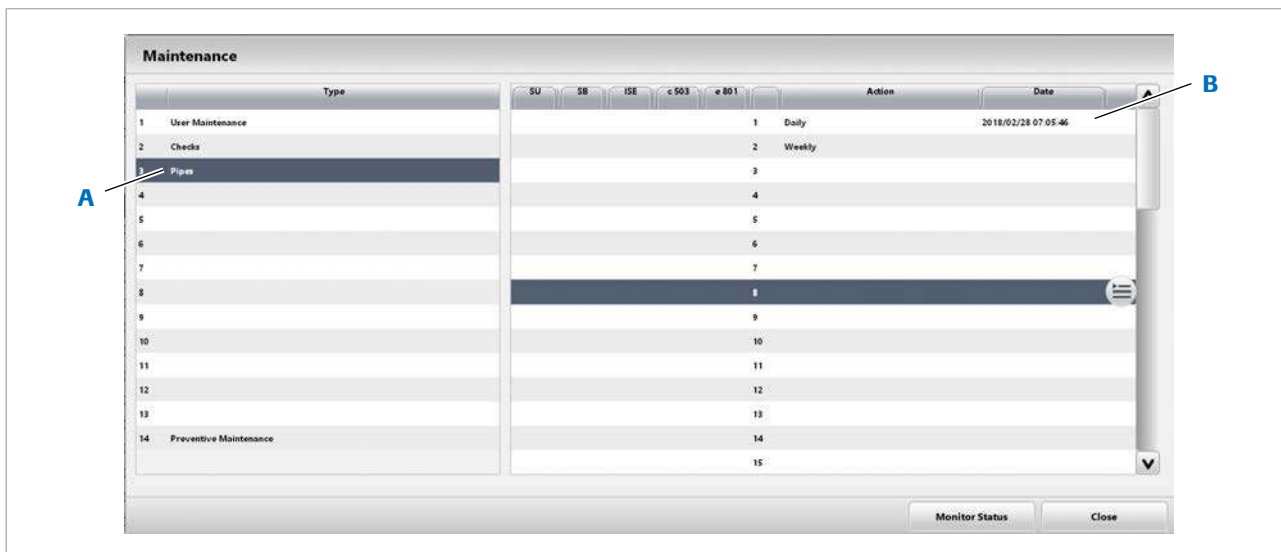 Maintenance
Type
SU SB ISE c 503 e 801 Action Date
B
1 User Maintenance
1 Daily 2018/02/28 07:05:46
2 Checks
2 Weekly
A
3 Pipes
3
4
4
5
5
6
6
7
7
8
8
9
9
10
10
11
11
12
12
13
13
14 Preventive Maintenance
14
15
Monitor Status Close